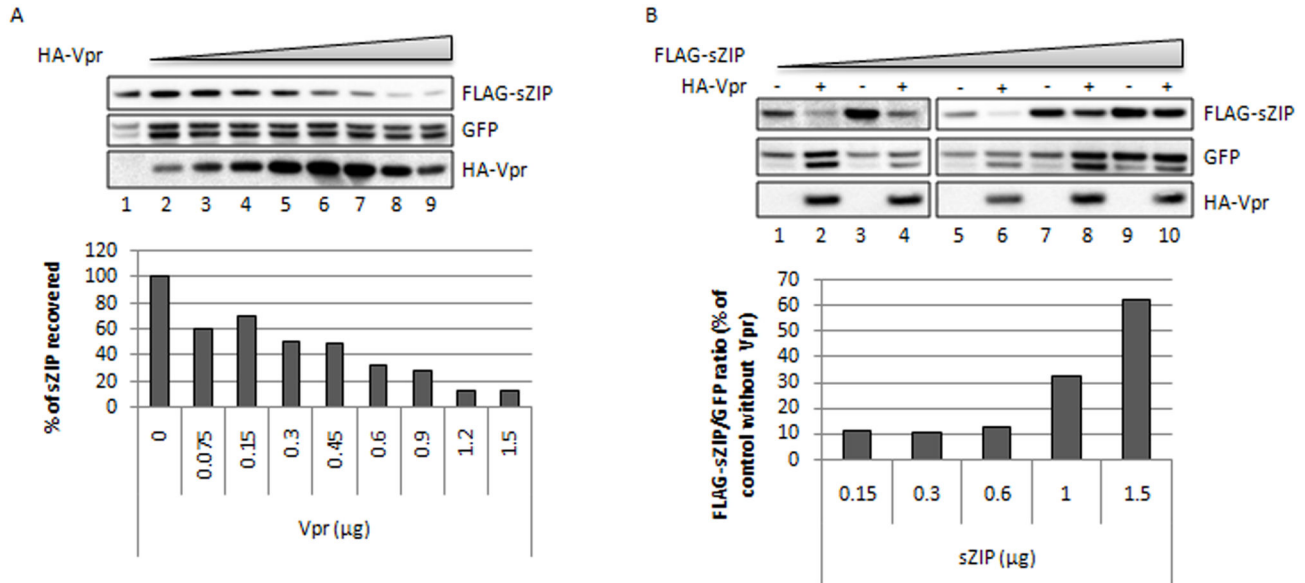 A
HA-Vpr
FLAG-sZIP
GFP
HA-Vpr
1 2 3 4 5 6 7 8 9
120
100
80
60
40
20
0
% of sZIP recovered
0 0.075 0.15 0.3 0.45 0.6 0.9 1.2 1.5
Vpr (µg)
B
FLAG-sZIP
HA-Vpr - + - + - + - + - +
FLAG-sZIP
GFP
HA-Vpr
1 2 3 4 5 6 7 8 9 10
70
60
50
40
30
20
10
0
FLAG-sZIP/GFP ratio (% of
control without Vpr)
0.15 0.3 0.6 1 1.5
sZIP (µg)